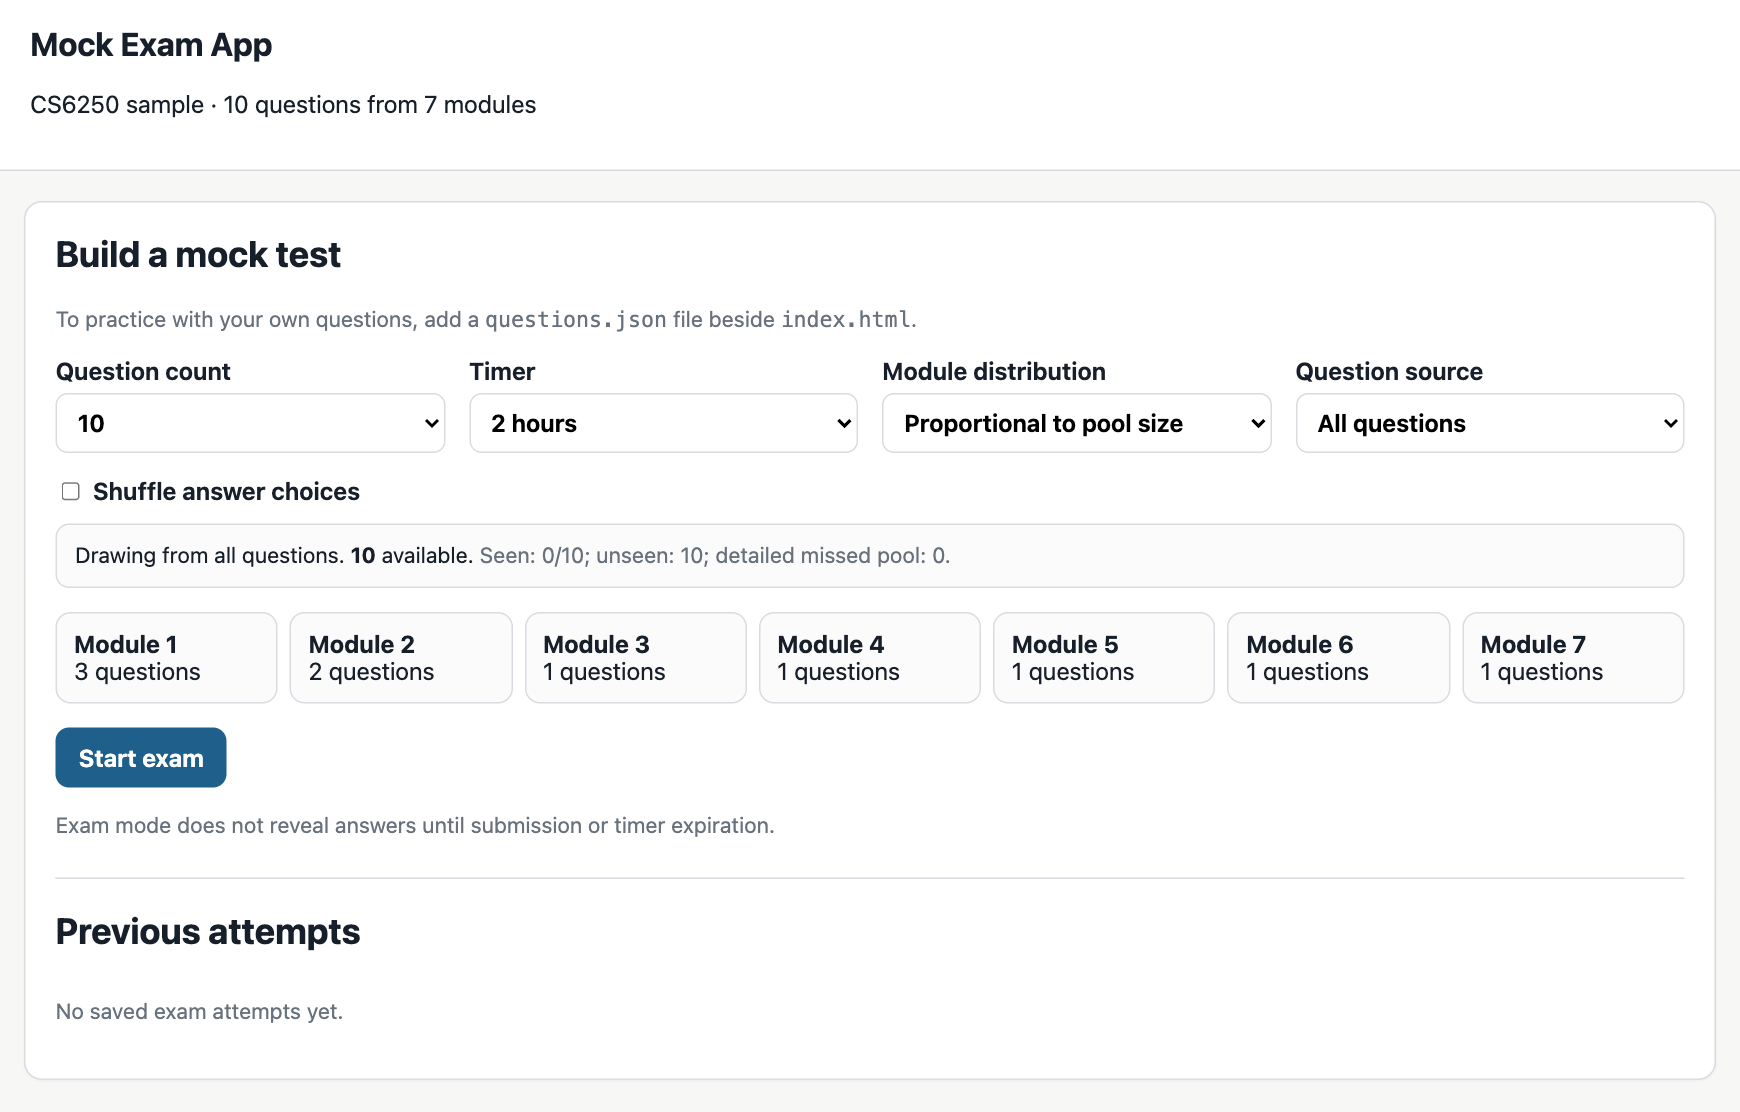 Mock Exam App
CS6250 sample · 10 questions from 7 modules
Build a mock test
To practice with your own questions, add a questions.json file beside index.html.
Question count
Timer
Module distribution
Question source
10
2 hours
Proportional to pool size
All questions
Shuffle answer choices
Drawing from all questions. 10 available. Seen: 0/10; unseen: 10; detailed missed pool: 0.
Module 1
3 questions
Module 2
2 questions
Module 3
1 questions
Module 4
1 questions
Module 5
1 questions
Module 6
1 questions
Module 7
1 questions
Start exam
Exam mode does not reveal answers until submission or timer expiration.
Previous attempts
No saved exam attempts yet.